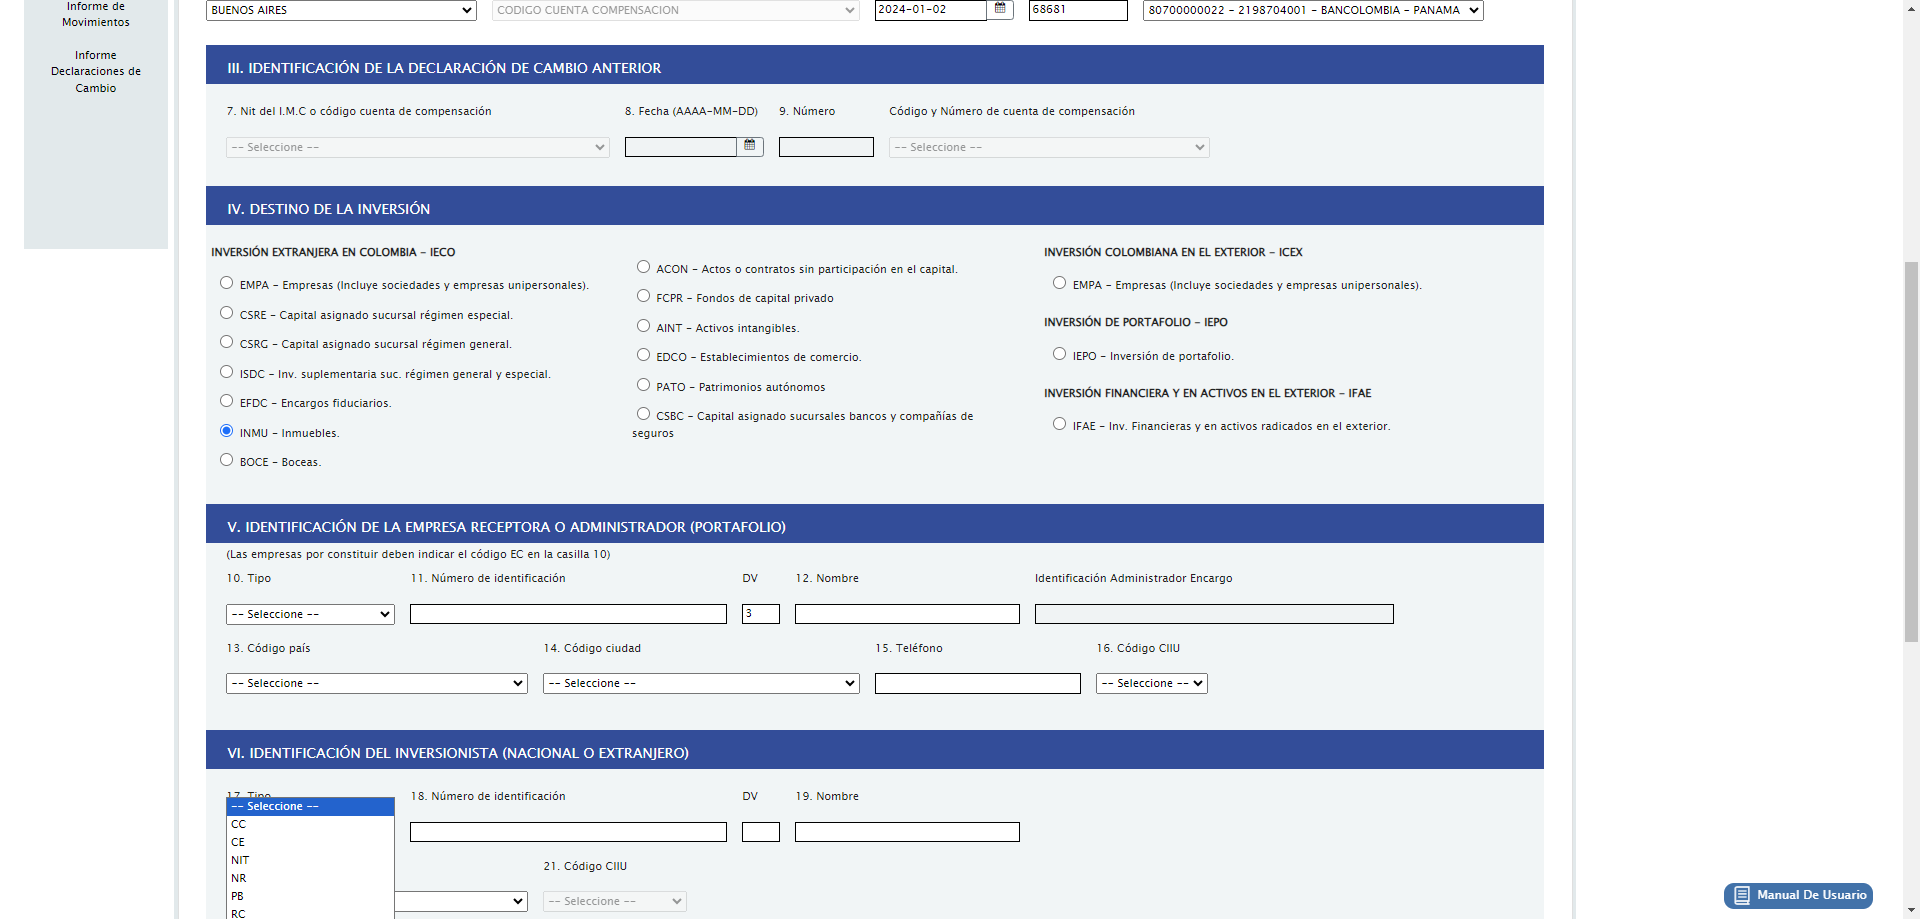 Informe de
Movimientos
Informe
Declaraciones de
Cambio
BUENOS AIRES
CODIGO CUENTA COMPENSACION
2024-01-02
68681
80700000022 - 2198704001 - BANCOLOMBIA - PANAMA
III. IDENTIFICACIÓN DE LA DECLARACIÓN DE CAMBIO ANTERIOR
7. Nit del I.M.C o código cuenta de compensación
8. Fecha (AAAA-MM-DD)
9. Número
Código y Número de cuenta de compensación
-- Seleccione --
-- Seleccione --
IV. DESTINO DE LA INVERSIÓN
INVERSIÓN EXTRANJERA EN COLOMBIA - IECO
EMPA - Empresas (Incluye sociedades y empresas unipersonales).
CSRE - Capital asignado sucursal régimen especial.
CSRG - Capital asignado sucursal régimen general.
ISDC - Inv. suplementaria suc. régimen general y especial.
EFDC - Encargos fiduciarios.
INMU - Inmuebles.
BOCE - Boceas.
ACON - Actos o contratos sin participación en el capital.
FCPR - Fondos de capital privado
AINT - Activos intangibles.
EDCO - Establecimientos de comercio.
PATO - Patrimonios autónomos
CSBC - Capital asignado sucursales bancos y compañías de
seguros
INVERSIÓN COLOMBIANA EN EL EXTERIOR - ICEX
EMPA - Empresas (Incluye sociedades y empresas unipersonales).
INVERSIÓN DE PORTAFOLIO - IEPO
IEPO - Inversión de portafolio.
INVERSIÓN FINANCIERA Y EN ACTIVOS EN EL EXTERIOR - IFAE
IFAE - Inv. Financieras y en activos radicados en el exterior.
V. IDENTIFICACIÓN DE LA EMPRESA RECEPTORA O ADMINISTRADOR (PORTAFOLIO)
(Las empresas por constituir deben indicar el código EC en la casilla 10)
10. Tipo
11. Número de identificación
DV
12. Nombre
Identificación Administrador Encargo
-- Seleccione --
3
13. Código país
14. Código ciudad
15. Teléfono
16. Código CIIU
-- Seleccione --
-- Seleccione --
-- Seleccione --
VI. IDENTIFICACIÓN DEL INVERSIONISTA (NACIONAL O EXTRANJERO)
17. Tipo
18. Número de identificación
DV
19. Nombre
-- Seleccione --
CC
CE
NIT
NR
PB
RC
21. Código CIIU
-- Seleccione --
Manual De Usuario